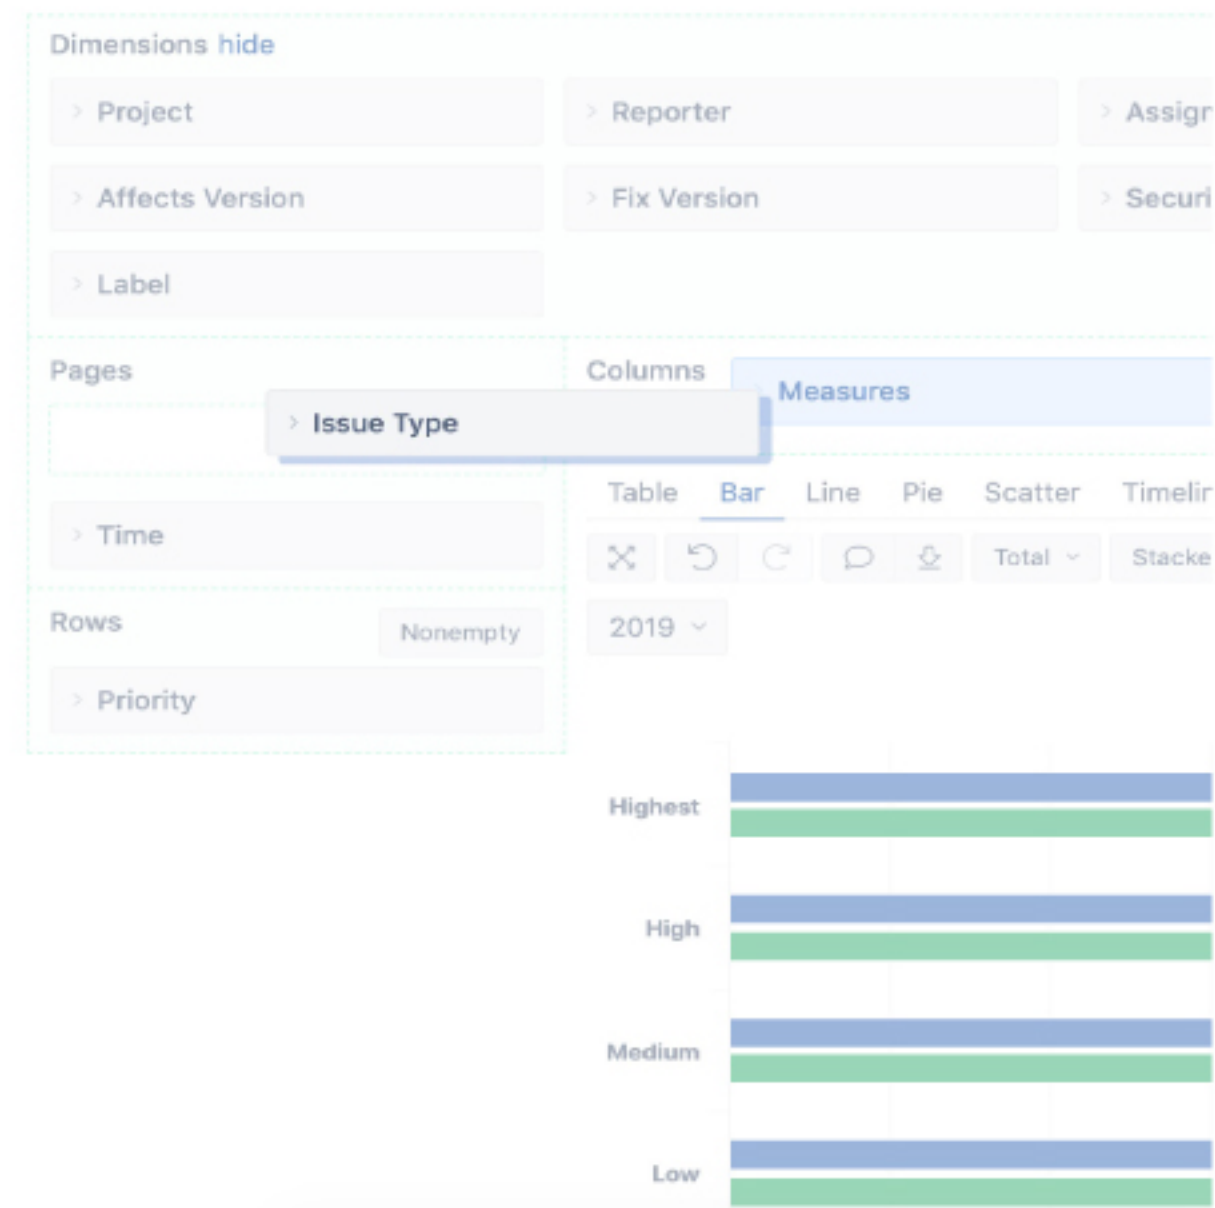 Dimensions hide
Project
Reporter
Affects Version
Fix Version
Label
Pages
Columns
Measures
Issue Type
Table Bar Line Pie Scatter
Time
Total
Rows
Nonempty
2019
Priority
Highest
High
Medium
Low